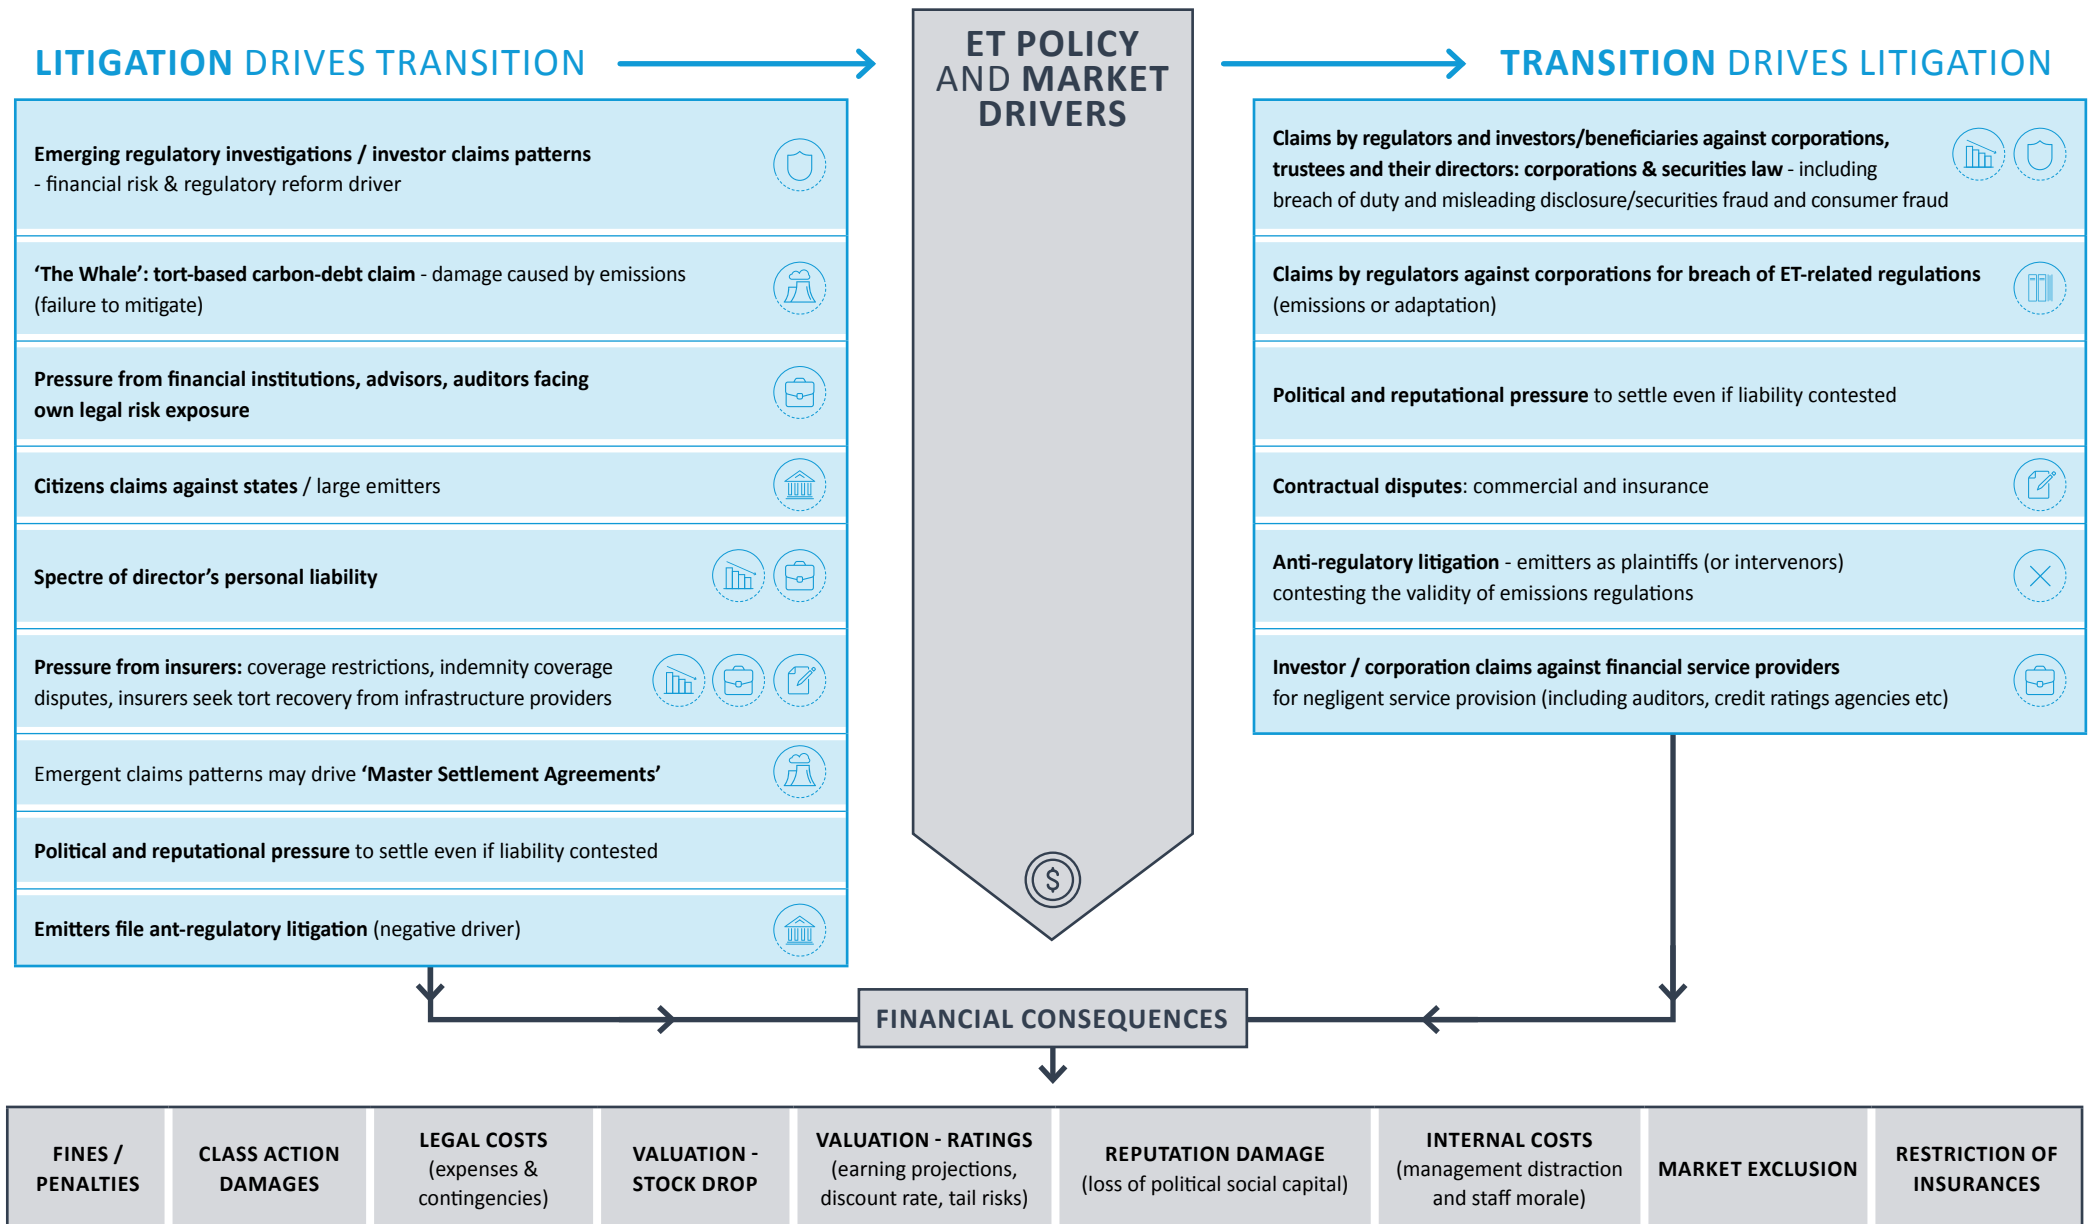 LITIGATION DRIVES TRANSITION
Emerging regulatory investigations / investor claims patterns
- financial risk & regulatory reform driver
‘The Whale’: tort-based carbon-debt claim - damage caused by emissions
(failure to mitigate)
Pressure from financial institutions, advisors, auditors facing
own legal risk exposure
Citizens claims against states / large emitters
Spectre of director’s personal liability
Pressure from insurers: coverage restrictions, indemnity coverage
disputes, insurers seek tort recovery from infrastructure providers
Emergent claims patterns may drive ‘Master Settlement Agreements’
Political and reputational pressure to settle even if liability contested
Emitters file ant-regulatory litigation (negative driver)
ET POLICY
AND MARKET
DRIVERS
$
TRANSITION DRIVES LITIGATION
Claims by regulators and investors/beneficiaries against corporations,
trustees and their directors: corporations & securities law - including
breach of duty and misleading disclosure/securities fraud and consumer fraud
Claims by regulators against corporations for breach of ET-related regulations
(emissions or adaptation)
Political and reputational pressure to settle even if liability contested
Contractual disputes: commercial and insurance
Anti-regulatory litigation - emitters as plaintiffs (or intervenors)
contesting the validity of emissions regulations
Investor / corporation claims against financial service providers
for negligent service provision (including auditors, credit ratings agencies etc)
FINANCIAL CONSEQUENCES
FINES /
PENALTIES
CLASS ACTION
DAMAGES
LEGAL COSTS
(expenses &
contingencies)
VALUATION -
STOCK DROP
VALUATION - RATINGS
(earning projections,
discount rate, tail risks)
REPUTATION DAMAGE
(loss of political social capital)
INTERNAL COSTS
(management distraction
and staff morale)
MARKET EXCLUSION
RESTRICTION OF
INSURANCES